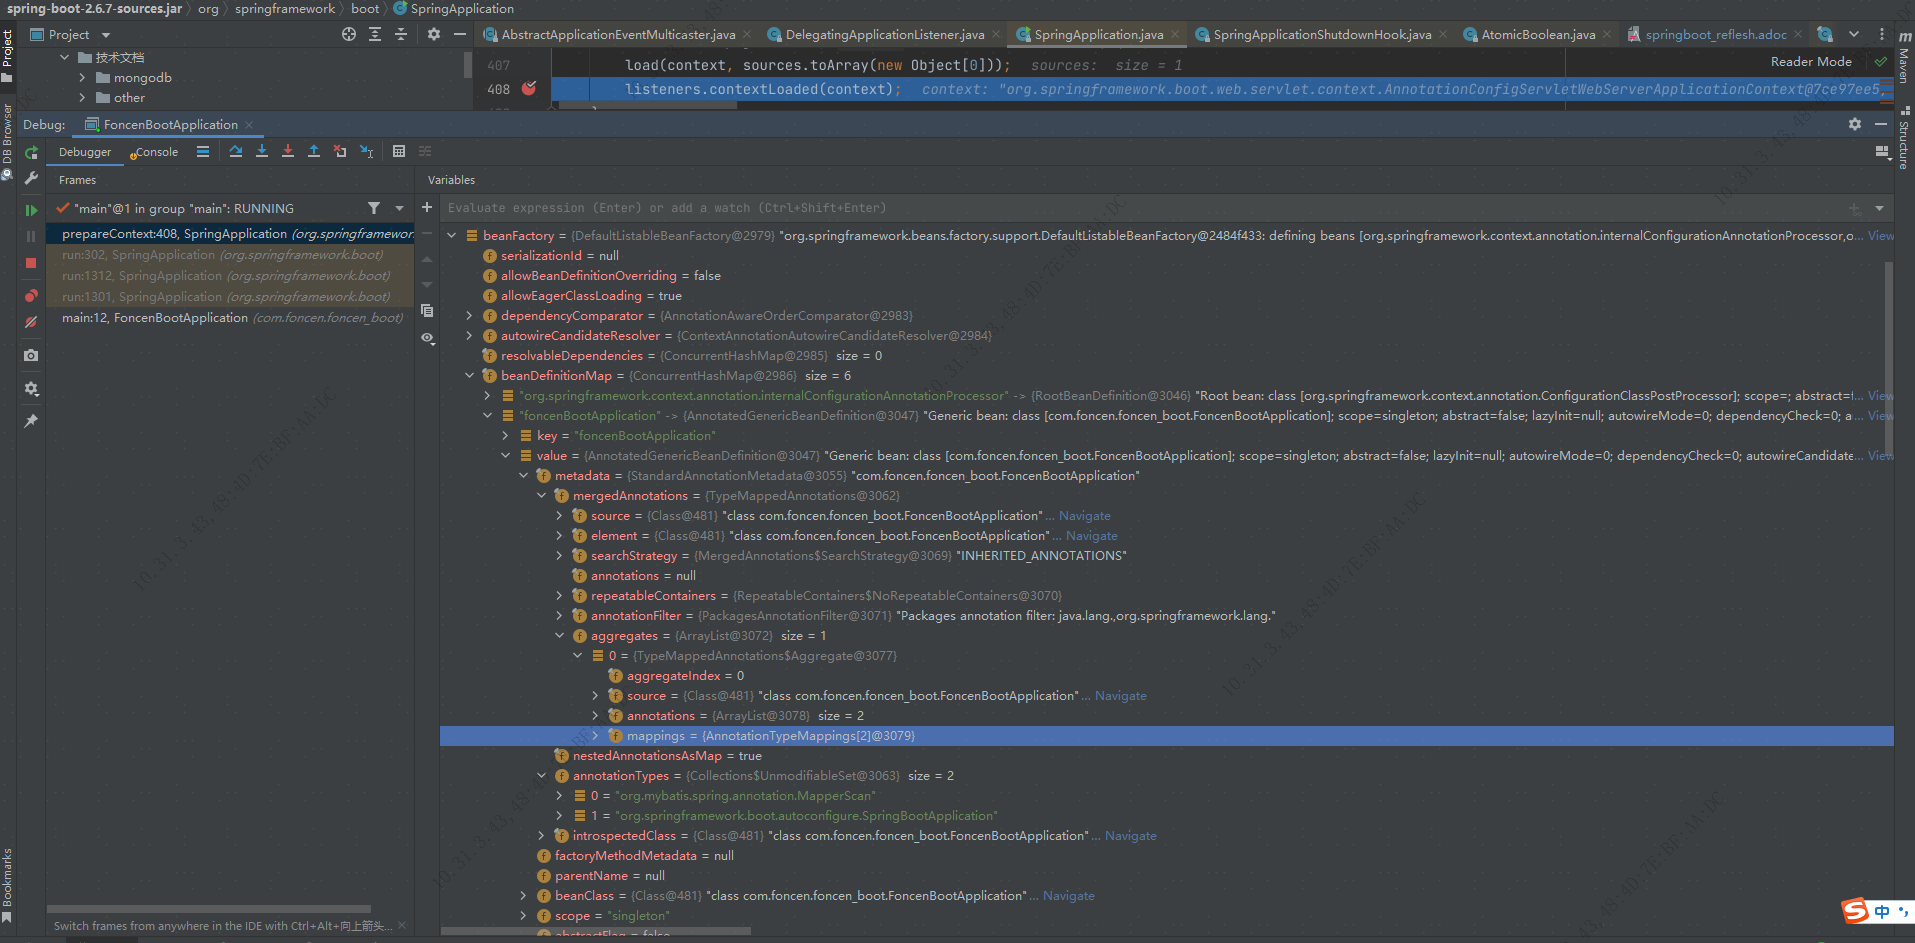 spring-boot-2.6.7-sources.jar 〉 org 〉 springframework 〉 boot 〉 SpringApplication
Project
AbstractApplicationEventMulticaster.java
DelegatingApplicationListener.java
SpringApplication.java
SpringApplicationShutdownHook.java
AtomicBoolean.java
springboot_reflesh.adoc
技术文档
mongodb
other
407 load(context, sources.toArray(new Object[0])); sources: size = 1
Reader Mode
408 listeners.contextLoaded(context); context: "org.springframework.boot.web.servlet.context.AnnotationConfigServletWebServerApplicationContext@7ce97ee5,
Debug: FoncenBootApplication
Debugger Console
Frames
Variables
"main"@1 in group "main": RUNNING
Evaluate expression (Enter) or add a watch (Ctrl+Shift+Enter)
prepareContext:408, SpringApplication (org.springframewor
run:302, SpringApplication (org.springframework.boot)
run:1312, SpringApplication (org.springframework.boot)
run:1301, SpringApplication (org.springframework.boot)
main:12, FoncenBootApplication (com.foncen.foncen_boot)
beanFactory = {DefaultListableBeanFactory@2979} "org.springframework.beans.factory.support.DefaultListableBeanFactory@2484f433: defining beans [org.springframework.context.annotation.internalConfigurationAnnotationProcessor,o... View
serializationId = null
allowBeanDefinitionOverriding = false
allowEagerClassLoading = true
dependencyComparator = {AnnotationAwareOrderComparator@2983}
autowireCandidateResolver = {ContextAnnotationAutowireCandidateResolver@2984}
resolvableDependencies = {ConcurrentHashMap@2985} size = 0
beanDefinitionMap = {ConcurrentHashMap@2986} size = 6
"org.springframework.context.annotation.internalConfigurationAnnotationProcessor" -> {RootBeanDefinition@3046} "Root bean: class [org.springframework.context.annotation.ConfigurationClassPostProcessor]; scope=; abstract=f... View
"foncenBootApplication" -> {AnnotatedGenericBeanDefinition@3047} "Generic bean: class [com.foncen.foncen_boot.FoncenBootApplication]; scope=singleton; abstract=false; lazyInit=null; autowireMode=0; dependencyCheck=0; a... View
key = "foncenBootApplication"
value = {AnnotatedGenericBeanDefinition@3047} "Generic bean: class [com.foncen.foncen_boot.FoncenBootApplication]; scope=singleton; abstract=false; lazyInit=null; autowireMode=0; dependencyCheck=0; autowireCandidate... View
metadata = {StandardAnnotationMetadata@3055} "com.foncen.foncen_boot.FoncenBootApplication"
mergedAnnotations = {TypeMappedAnnotations@3062}
source = {Class@481} "class com.foncen.foncen_boot.FoncenBootApplication"... Navigate
element = {Class@481} "class com.foncen.foncen_boot.FoncenBootApplication"... Navigate
searchStrategy = {MergedAnnotations$SearchStrategy@3069} "INHERITED_ANNOTATIONS"
annotations = null
repeatableContainers = {RepeatableContainers$NoRepeatableContainers@3070}
annotationFilter = {PackagesAnnotationFilter@3071} "Packages annotation filter: java.lang.,org.springframework.lang."
aggregates = {ArrayList@3072} size = 1
0 = {TypeMappedAnnotations$Aggregate@3077}
aggregateIndex = 0
source = {Class@481} "class com.foncen.foncen_boot.FoncenBootApplication"... Navigate
annotations = {ArrayList@3078} size = 2
mappings = {AnnotationTypeMappings[2]@3079}
nestedAnnotationsAsMap = true
annotationTypes = {Collections$UnmodifiableSet@3063} size = 2
0 = "org.mybatis.spring.annotation.MapperScan"
1 = "org.springframework.boot.autoconfigure.SpringBootApplication"
introspectedClass = {Class@481} "class com.foncen.foncen_boot.FoncenBootApplication"... Navigate
factoryMethodMetadata = null
parentName = null
beanClass = {Class@481} "class com.foncen.foncen_boot.FoncenBootApplication"... Navigate
scope = "singleton"
abstractFlag = false
Switch frames from anywhere in the IDE with Ctrl+Alt+向上箭头...
Project
DB Browser
Bookmarks
Maven
Structure
中